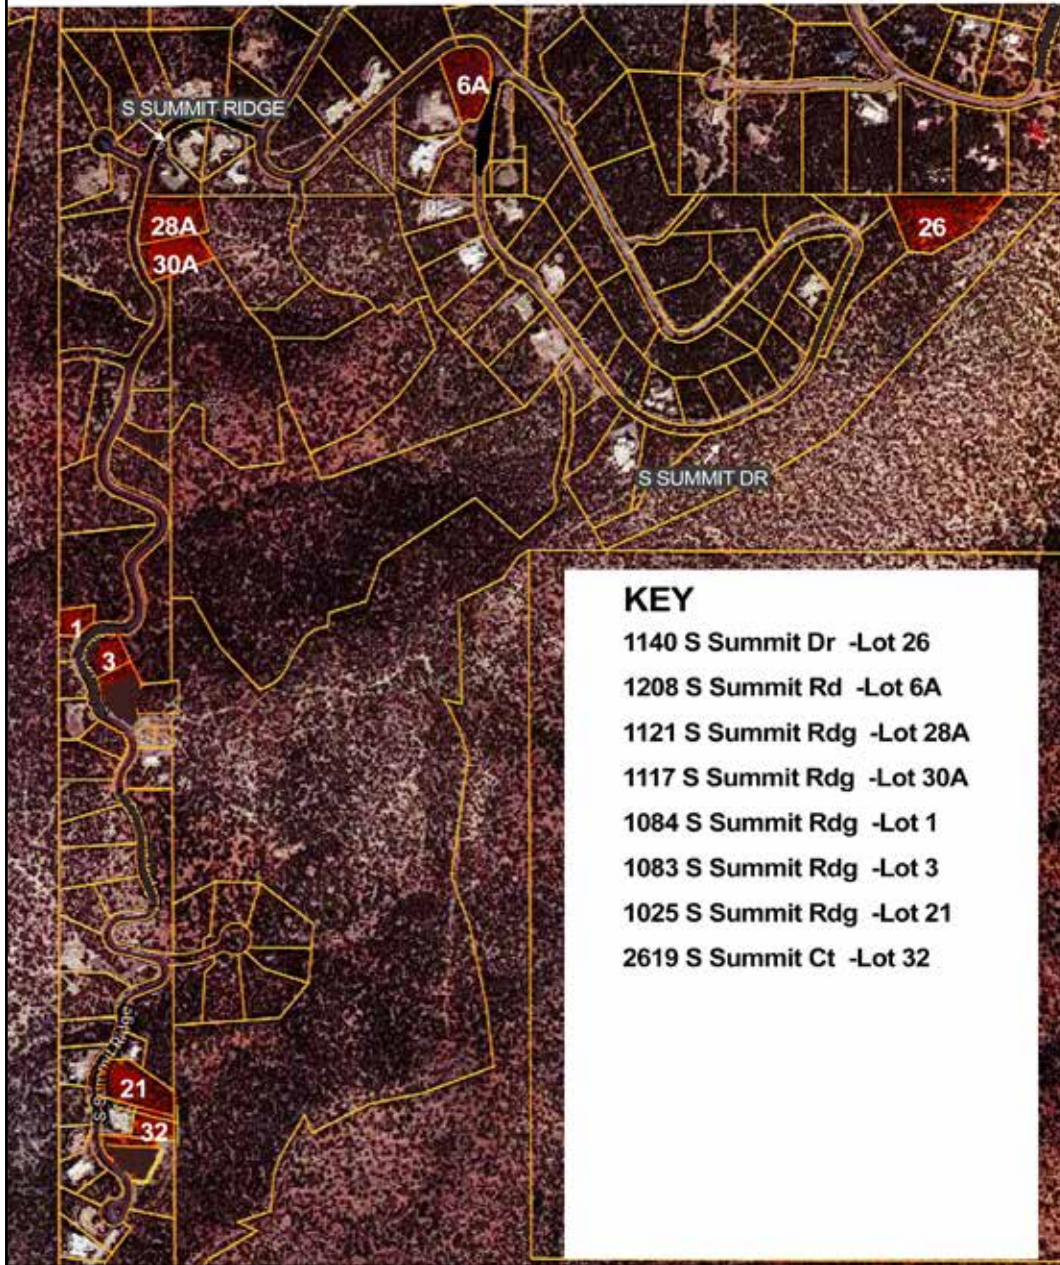 6A
S SUMMIT RIDGE
28A
26
30A
S SUMMIT DR
1
3
KEY
1140 S Summit Dr -Lot 26
1208 S Summit Rd -Lot 6A
1121 S Summit Rdg -Lot 28A
1117 S Summit Rdg -Lot 30A
1084 S Summit Rdg -Lot 1
1083 S Summit Rdg -Lot 3
1025 S Summit Rdg -Lot 21
2619 S Summit Ct -Lot 32
21
32